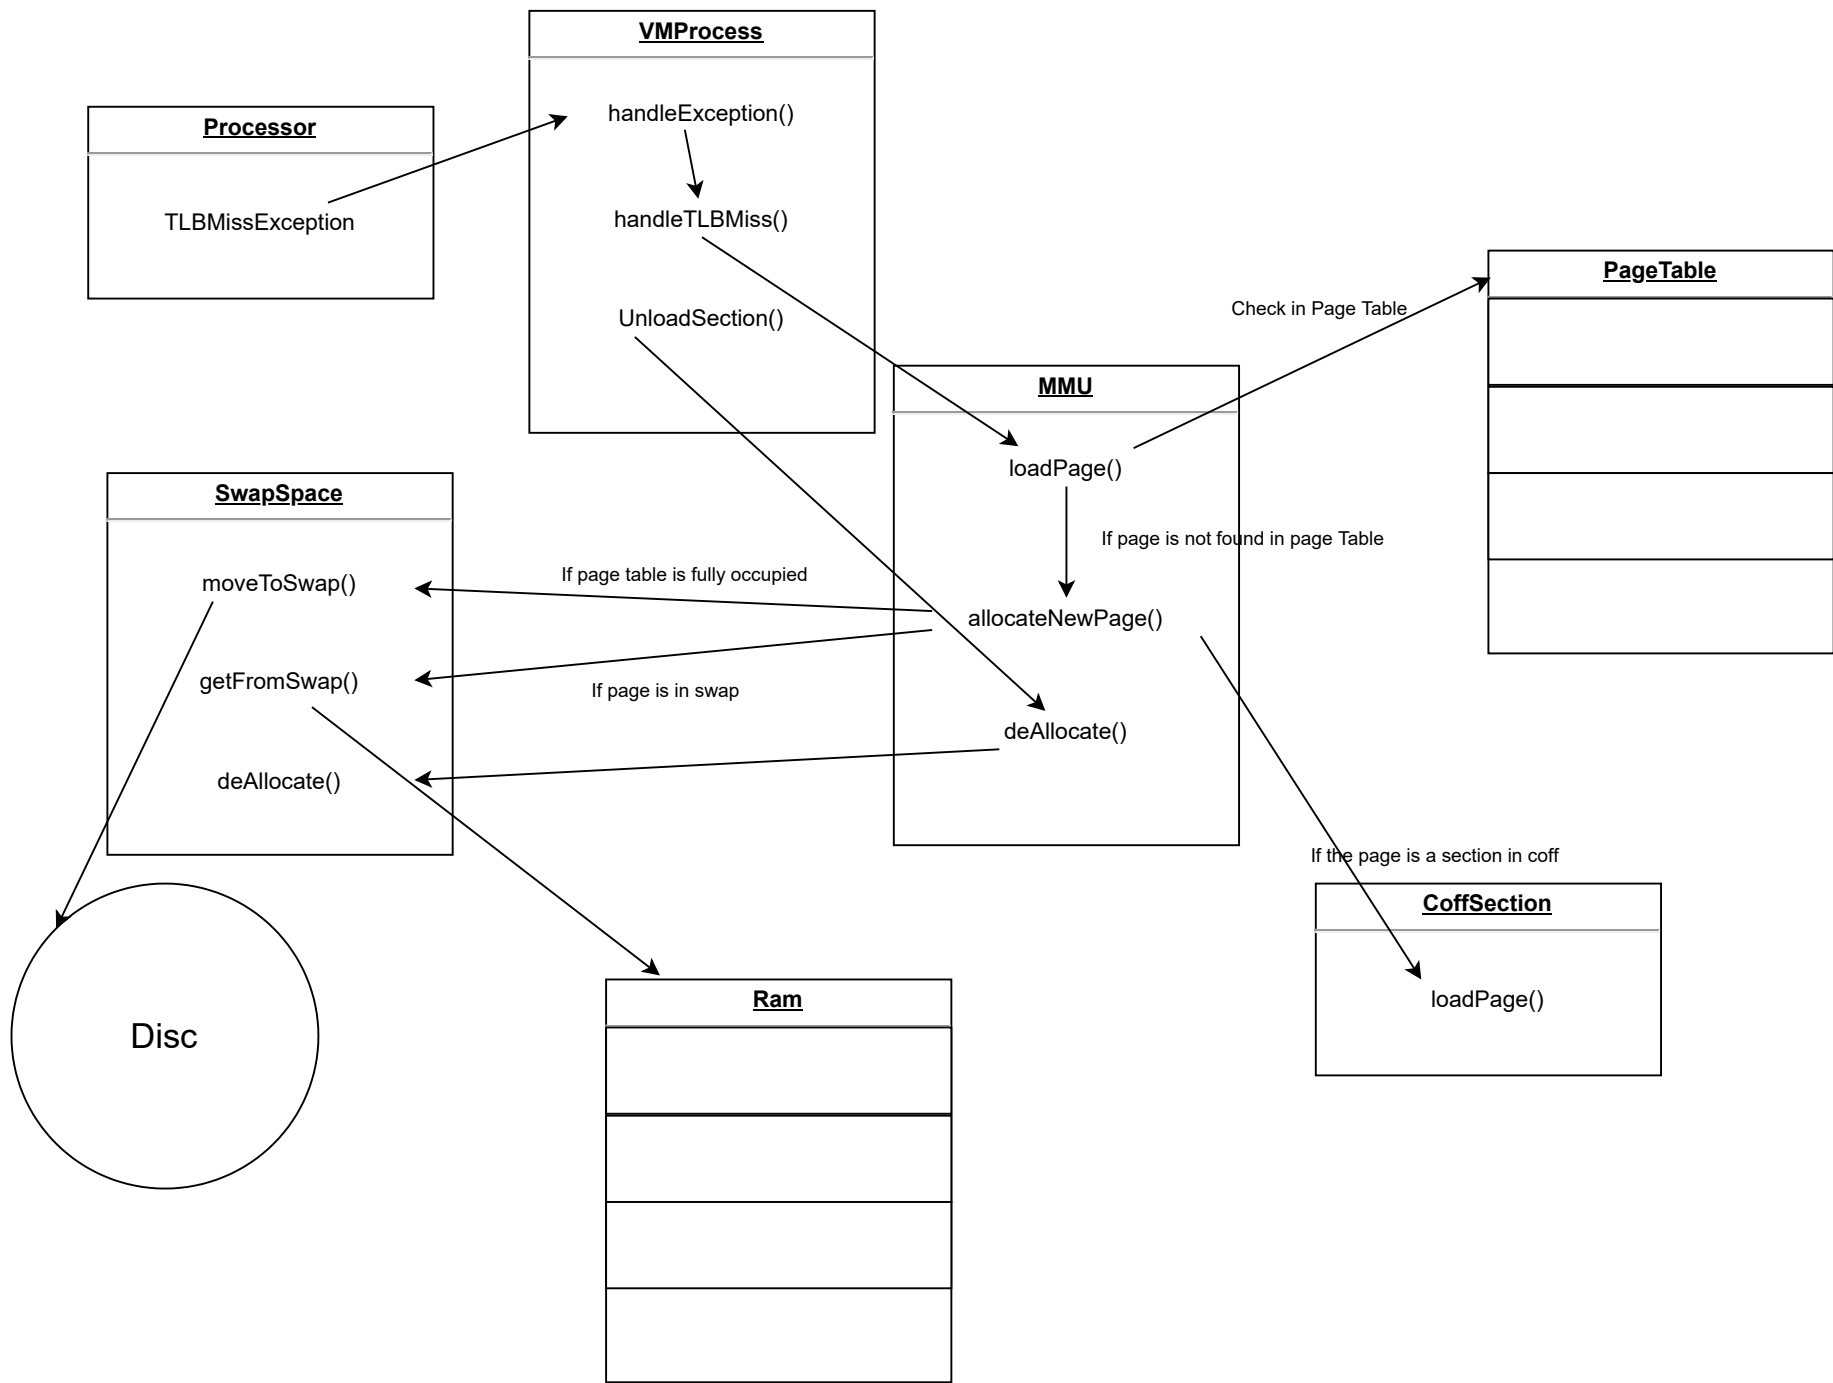 VMProcess
handleException()
handleTLBMiss()
UnloadSection()
Processor
TLBMissException
PageTable
Check in Page Table
MMU
loadPage()
If page is not found in page Table
allocateNewPage()
deAllocate()
SwapSpace
moveToSwap()
getFromSwap()
deAllocate()
If page table is fully occupied
If page is in swap
If the page is a section in coff
CoffSection
loadPage()
Disc
Ram